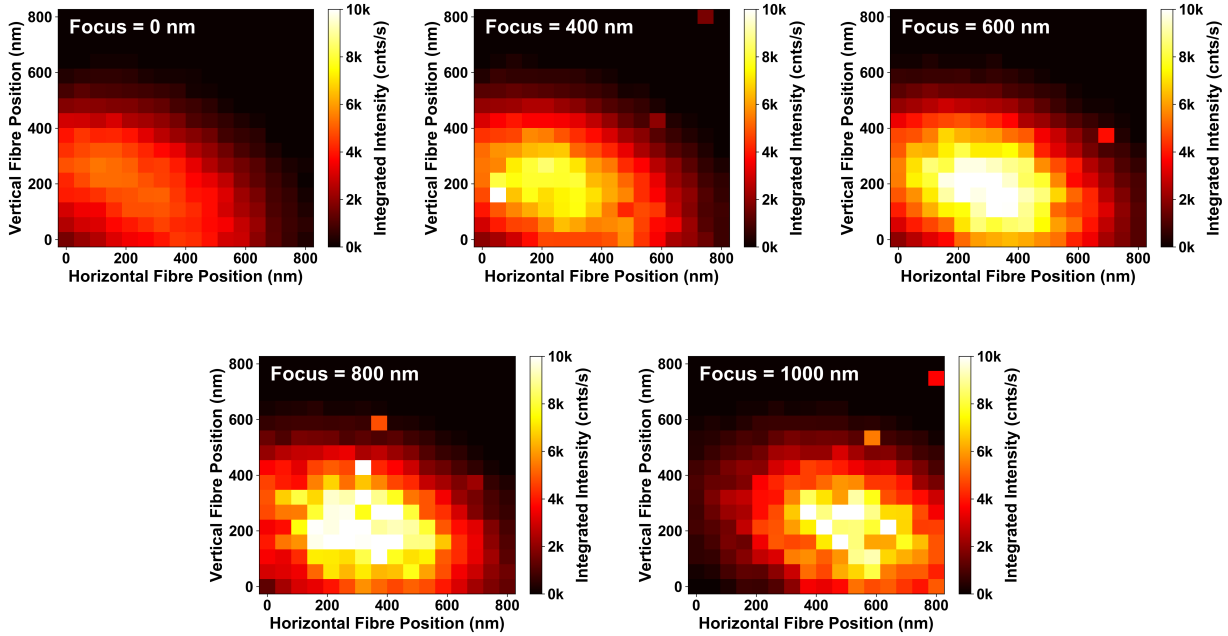 Focus = 0 nm
Vertical Fibre Position (nm)
800
600
400
200
0
0
200
400
600
800
Horizontal Fibre Position (nm)
10k
8k
6k
4k
2k
0k
Integrated Intensity (cnts/s)
Focus = 400 nm
Vertical Fibre Position (nm)
800
600
400
200
0
0
200
400
600
800
Horizontal Fibre Position (nm)
10k
8k
6k
4k
2k
0k
Integrated Intensity (cnts/s)
Focus = 600 nm
Vertical Fibre Position (nm)
800
600
400
200
0
0
200
400
600
800
Horizontal Fibre Position (nm)
10k
8k
6k
4k
2k
0k
Integrated Intensity (cnts/s)
Focus = 800 nm
Vertical Fibre Position (nm)
800
600
400
200
0
0
200
400
600
800
Horizontal Fibre Position (nm)
10k
8k
6k
4k
2k
0k
Integrated Intensity (cnts/s)
Focus = 1000 nm
Vertical Fibre Position (nm)
800
600
400
200
0
0
200
400
600
800
Horizontal Fibre Position (nm)
10k
8k
6k
4k
2k
0k
Integrated Intensity (cnts/s)